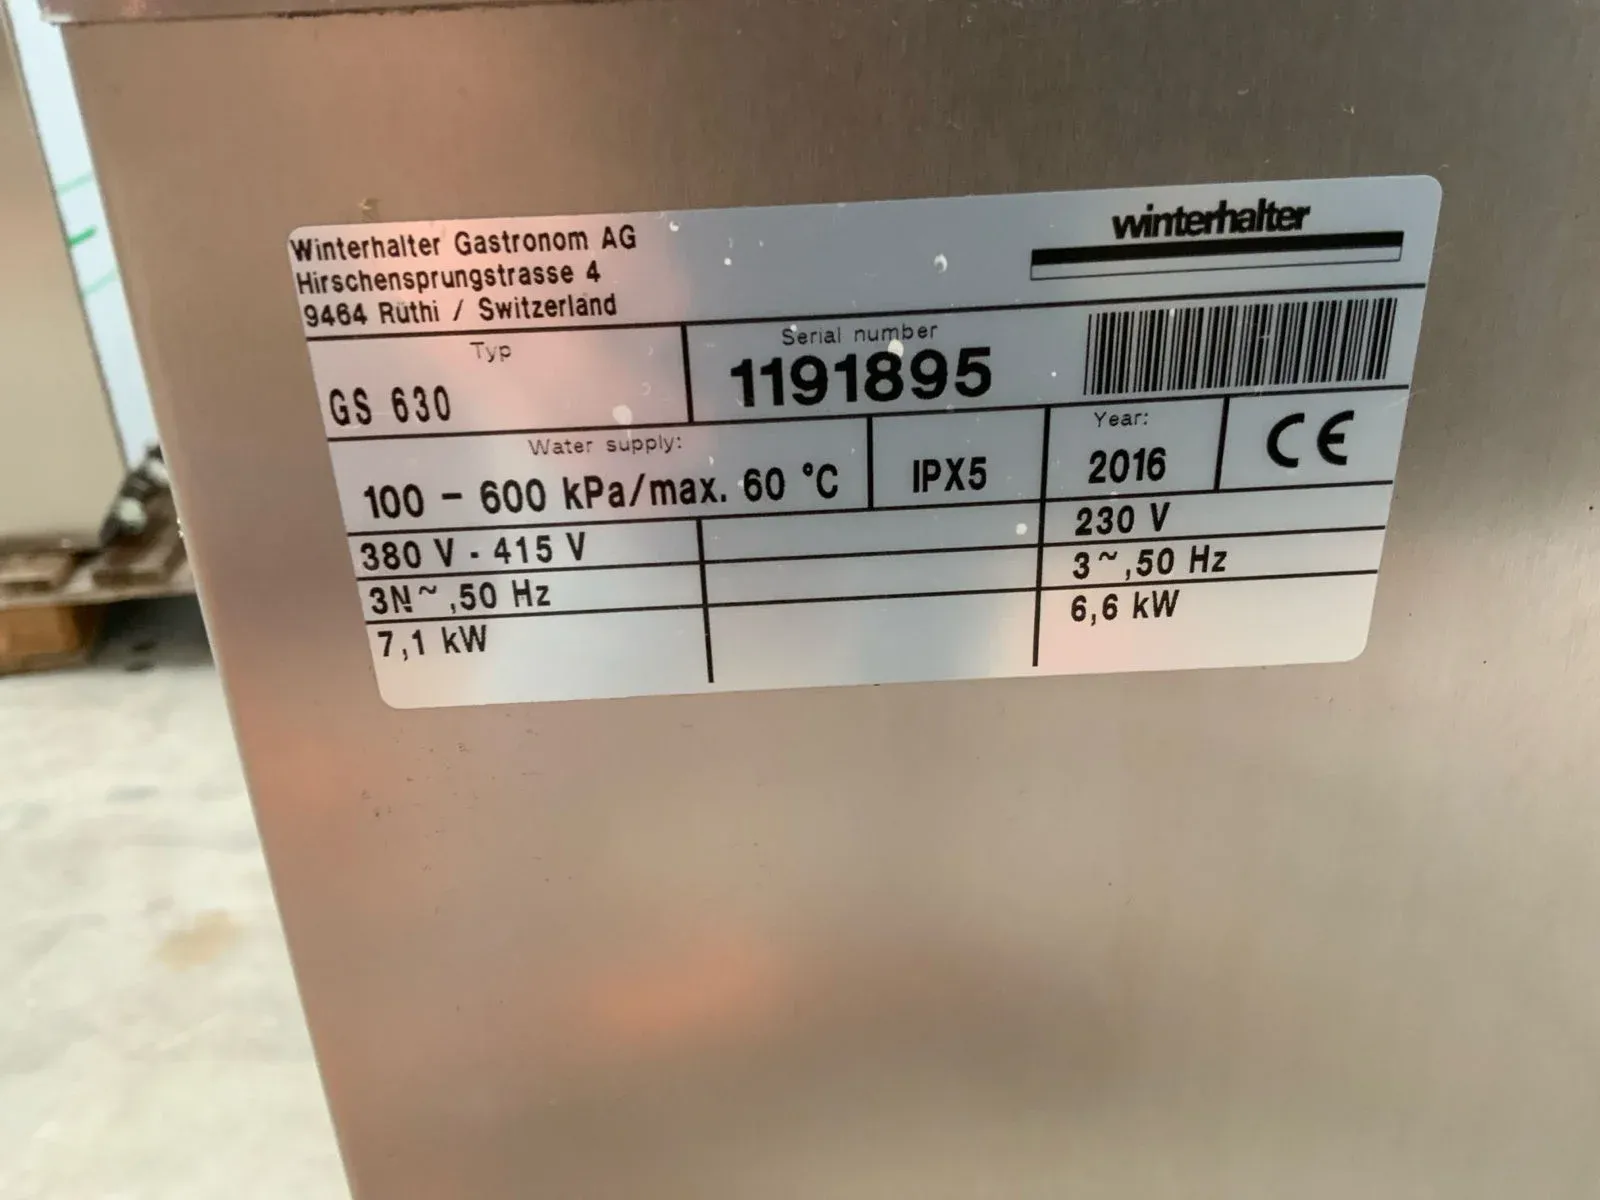 Winterhalter Gastronom AG
Hirschensprungstrasse 4
9464 Rüthi / Switzerland
winterhalter
Typ
GS 630
Serial number
1191895
Water supply:
100 - 600 kPa/max. 60 °C
IPX5
Year:
2016
CE
380 V - 415 V
230 V
3N~,50 Hz
3~,50 Hz
7,1 kW
6,6 kW